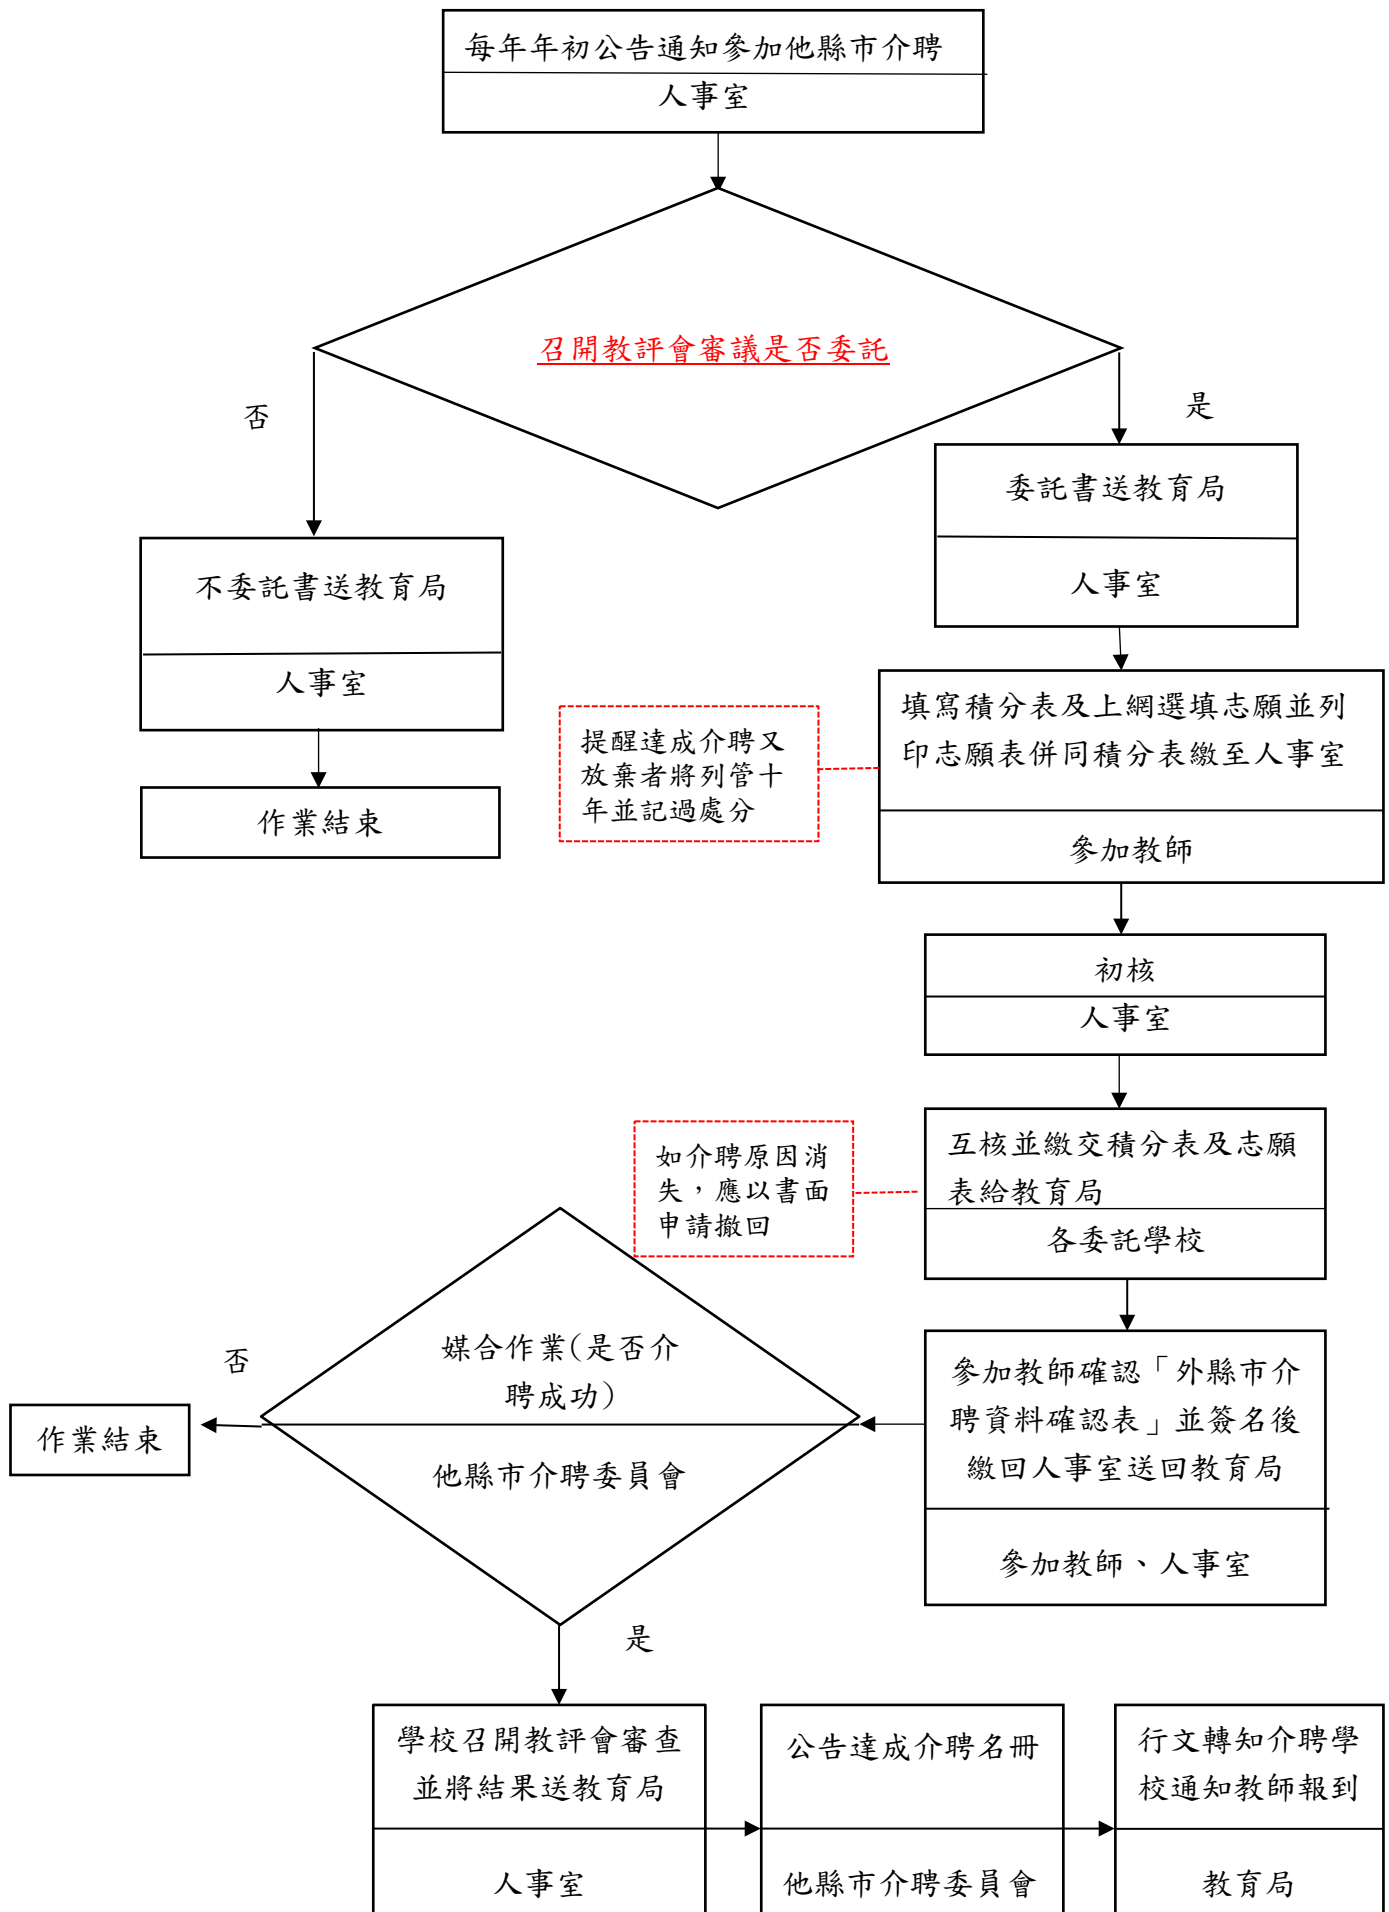 每年年初公告通知參加他縣市介聘
人事室
召開教評會審議是否委託
否
是
委託書送教育局
人事室
不委託書送教育局
人事室
作業結束
填寫積分表及上網選填志願並列
印志願表併同積分表繳至人事室
參加教師
提醒達成介聘又
放棄者將列管十
年並記過處分
初核
人事室
互核並繳交積分表及志願
表給教育局
各委託學校
如介聘原因消
失，應以書面
申請撤回
參加教師確認「外縣市介
聘資料確認表」並簽名後
繳回人事室送回教育局
參加教師、人事室
媒合作業(是否介
聘成功)
他縣市介聘委員會
否
作業結束
是
學校召開教評會審查
並將結果送教育局
人事室
公告達成介聘名冊
他縣市介聘委員會
行文轉知介聘學
校通知教師報到
教育局